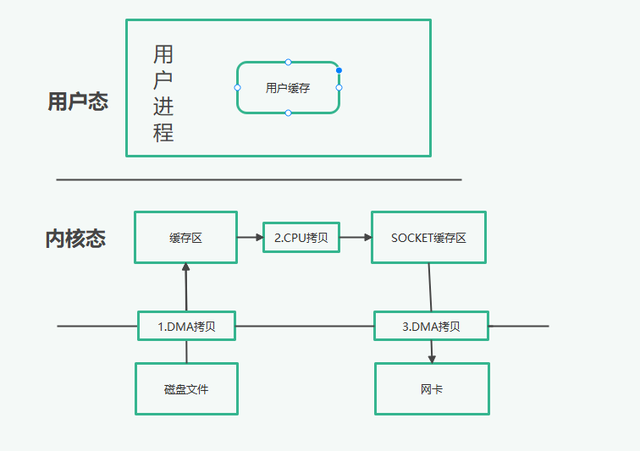 用户态
用
户
进
程
用户缓存
内核态
缓存区
2.CPU拷贝
SOCKET缓存区
1.DMA拷贝
3.DMA拷贝
磁盘文件
网卡